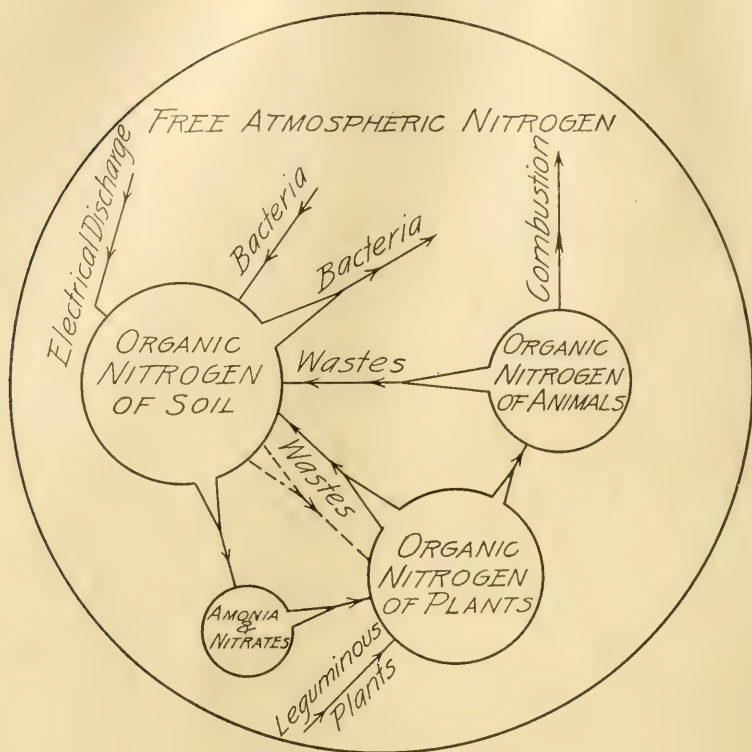 FREE ATMOSPHERIC NITROGEN
Electrical Discharge
Bacteria
Bacteria
Combustion
ORGANIC
NITROGEN
OF SOIL
Wastes
ORGANIC
NITROGEN
OF ANIMALS
Wastes
ORGANIC
NITROGEN
OF PLANTS
AMONIA
&
NITRATES
Leguminous
Plants